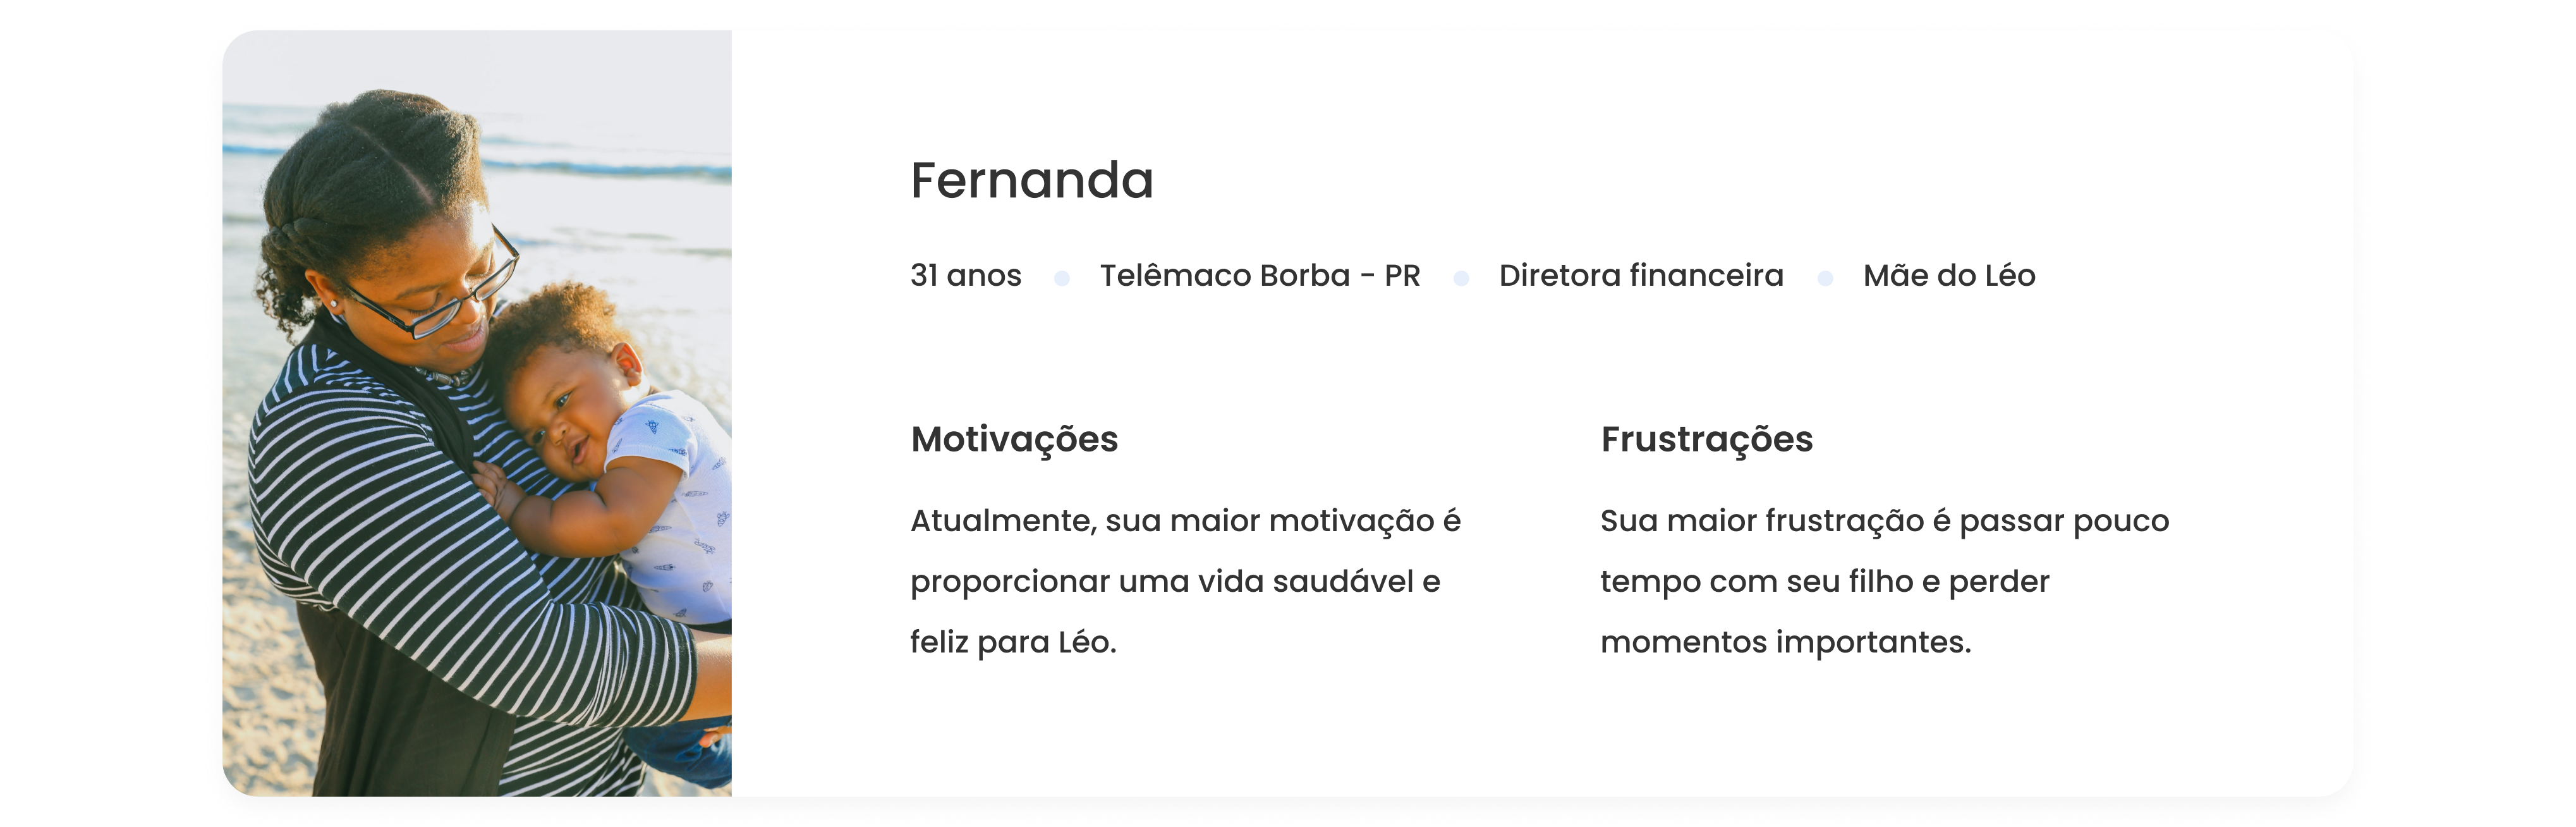 Fernanda
31 anos
Telêmaco Borba - PR
Diretora financeira
Mãe do Léo
Motivações
Atualmente, sua maior motivação é
proporcionar uma vida saudável e
feliz para Léo.
Frustrações
Sua maior frustração é passar pouco
tempo com seu filho e perder
momentos importantes.